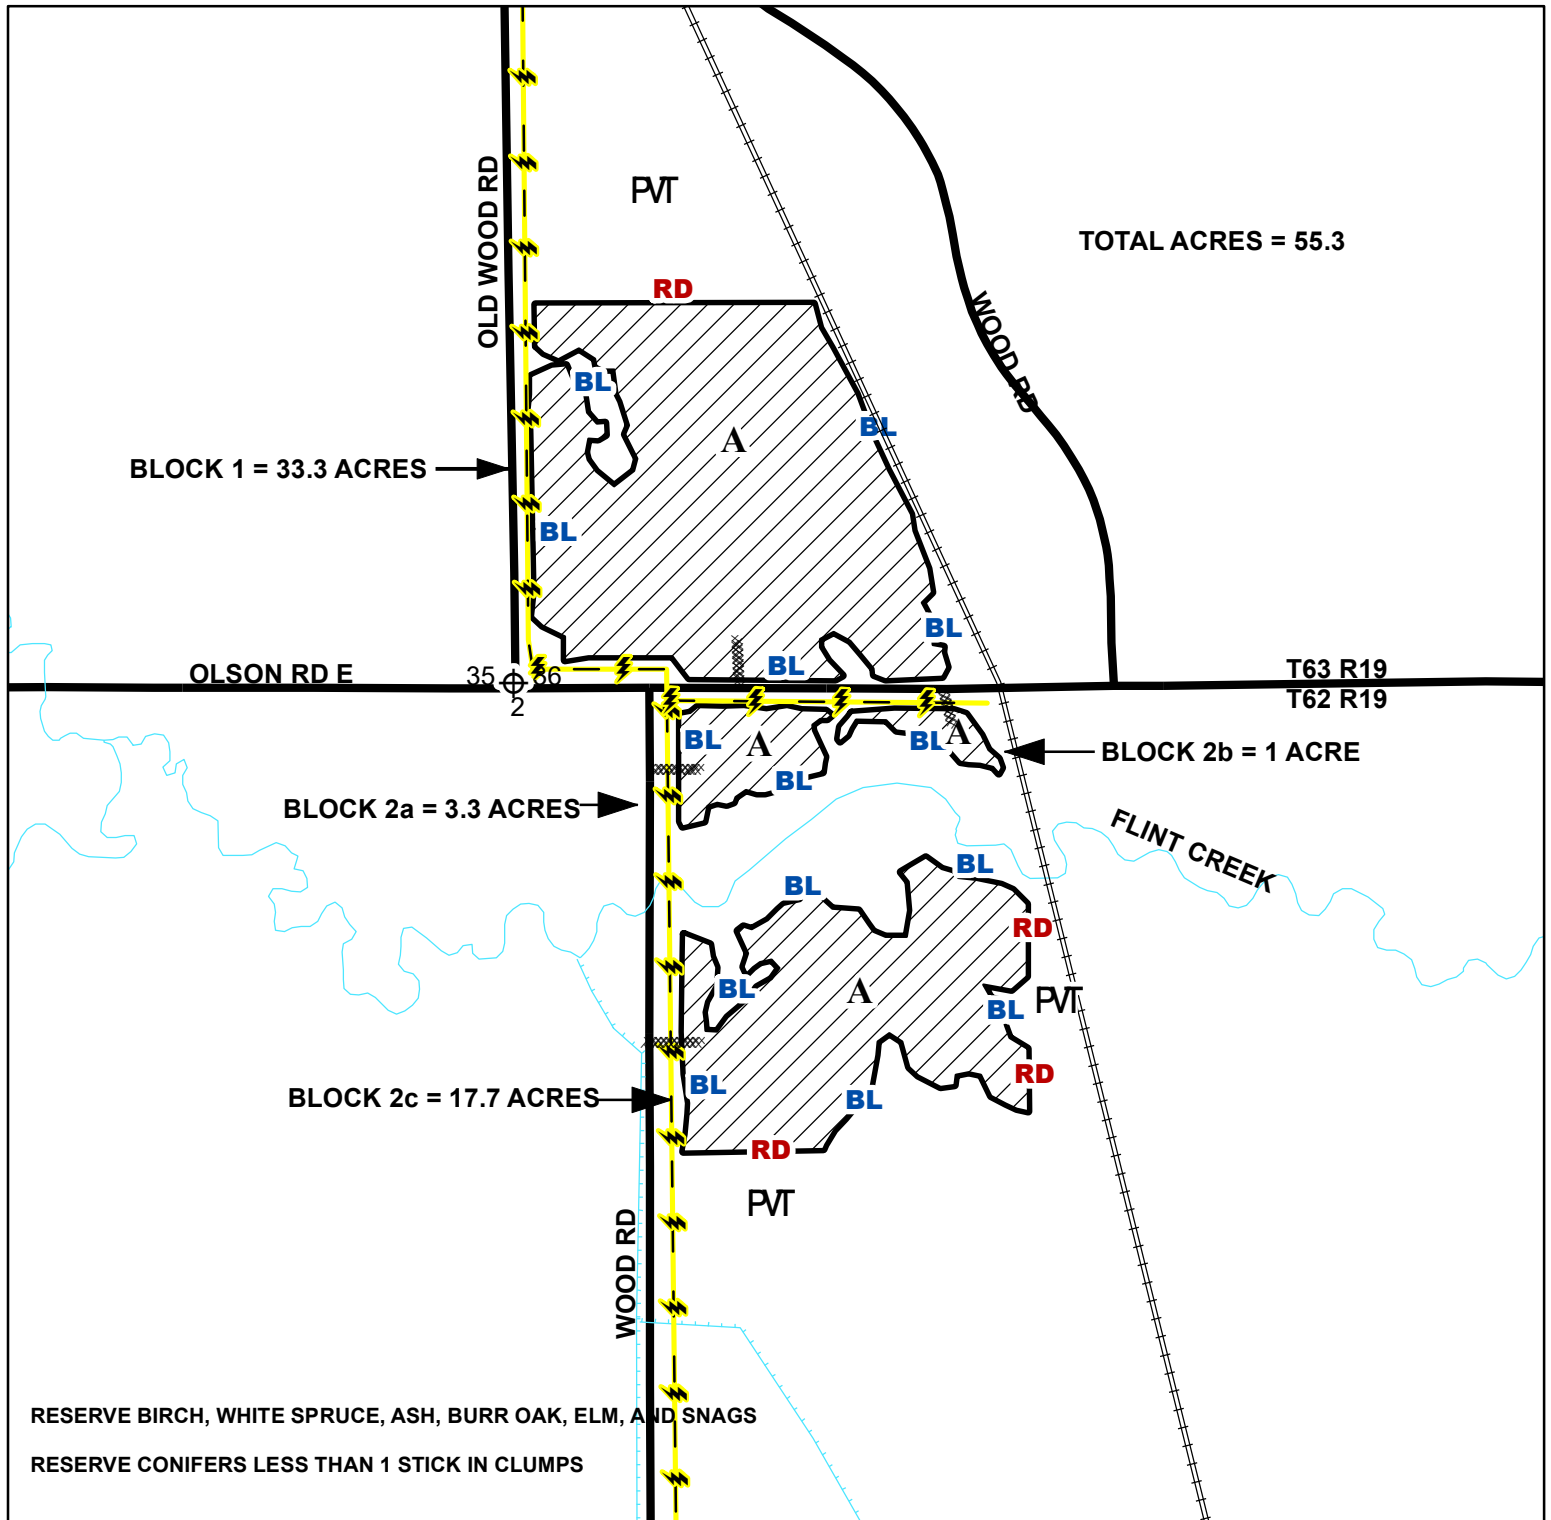 OLD WOOD RD
PVT
TOTAL ACRES = 55.3
RD
WOOD RD
BL
BL
A
BLOCK 1 = 33.3 ACRES
BL
BL
BL
OLSON RD E
35
36
2
T63 R19
T62 R19
BL
A
BL
A
BLOCK 2b = 1 ACRE
BL
BLOCK 2a = 3.3 ACRES
FLINT CREEK
BL
BL
RD
BL
A
PVT
BL
RD
BL
BLOCK 2c = 17.7 ACRES
BL
RD
PVT
WOOD RD
RESERVE BIRCH, WHITE SPRUCE, ASH, BURR OAK, ELM, AND SNAGS
RESERVE CONIFERS LESS THAN 1 STICK IN CLUMPS